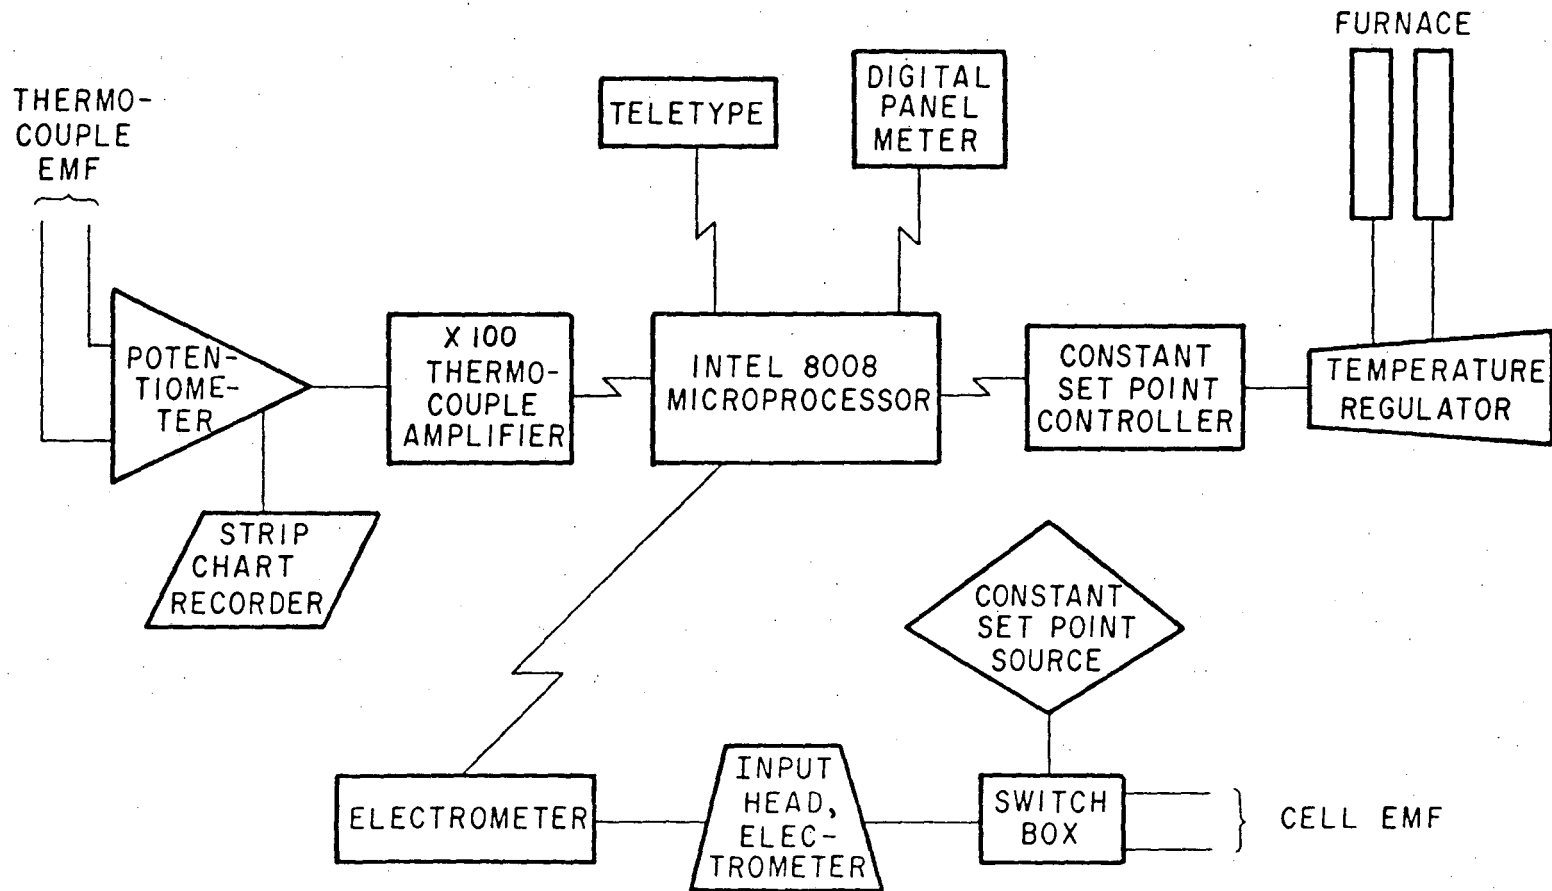 FURNACE
THERMO-
COUPLE
EMF
TELETYPE
DIGITAL
PANEL
METER
POTEN-
TIOME-
TER
X 100
THERMO-
COUPLE
AMPLIFIER
INTEL 8008
MICROPROCESSOR
CONSTANT
SET POINT
CONTROLLER
TEMPERATURE
REGULATOR
STRIP
CHART
RECORDER
CONSTANT
SET POINT
SOURCE
ELECTROMETER
INPUT
HEAD,
ELEC-
TROMETER
SWITCH
BOX
CELL EMF